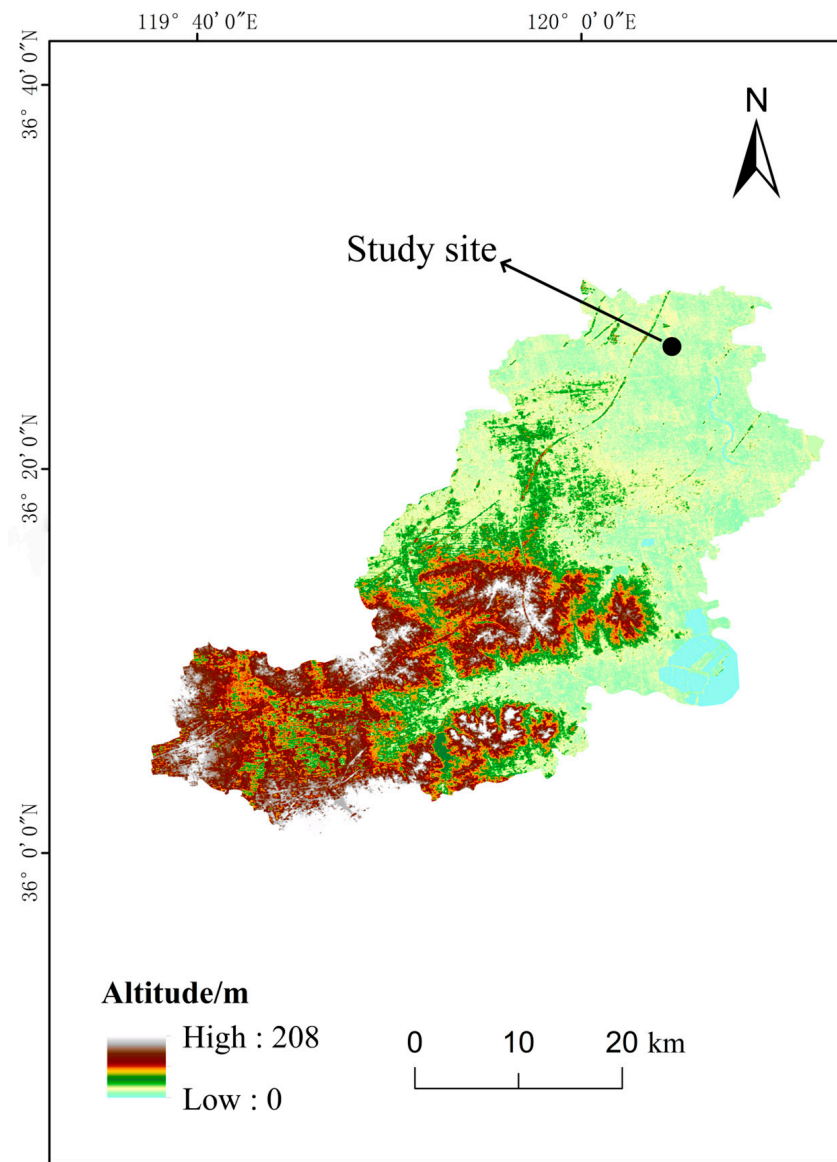 119° 40'0"E
120° 0'0"E
36° 40'0"N
N
Study site
36° 20'0"N
36° 0'0"N
Altitude/m
High : 208
Low : 0
0 10 20 km